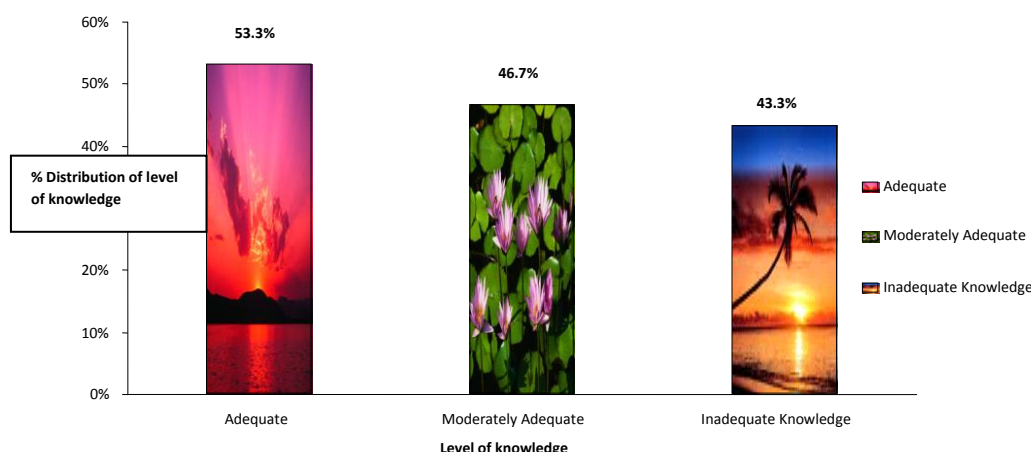 60%
53.3%
50%
46.7%
43.3%
40%
% Distribution of level
of knowledge
Adequate
Moderately Adequate
20%
Inadequate Knowledge
10%
0%
Adequate
Moderately Adequate
Inadequate Knowledge
Level of knowledge